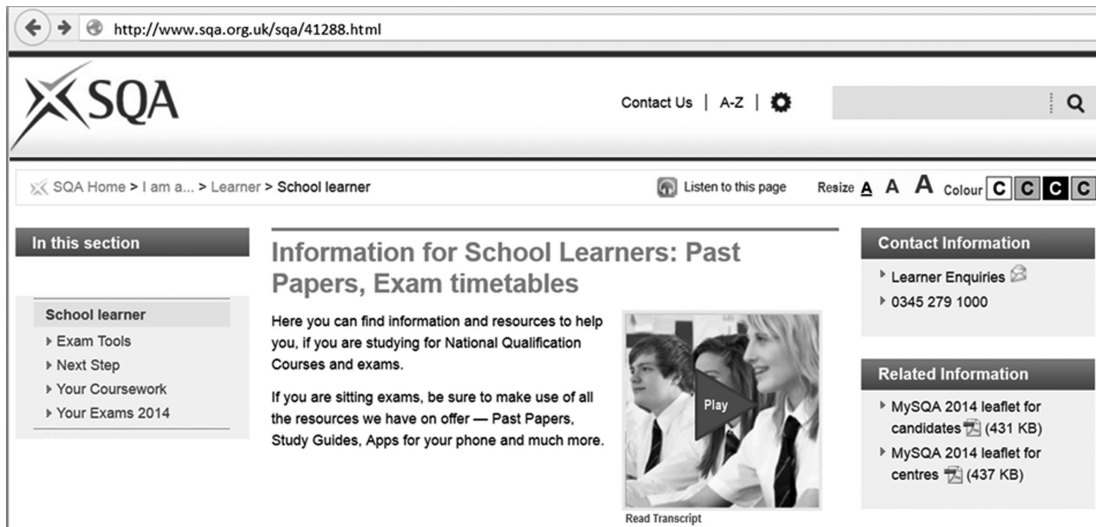 http://www.sqa.org.uk/sqa/41288.html
SQA
Contact Us | A-Z |
SQA Home > I am a... > Learner > School learner
Listen to this page
Resize A A A Colour C C C C
In this section
School learner
Exam Tools
Next Step
Your Coursework
Your Exams 2014
Information for School Learners: Past
Papers, Exam timetables
Here you can find information and resources to help
you, if you are studying for National Qualification
Courses and exams.
If you are sitting exams, be sure to make use of all
the resources we have on offer — Past Papers,
Study Guides, Apps for your phone and much more.
Play
Read Transcript
Contact Information
Learner Enquiries
0345 279 1000
Related Information
MySQA 2014 leaflet for
candidates (431 KB)
MySQA 2014 leaflet for
centres (437 KB)